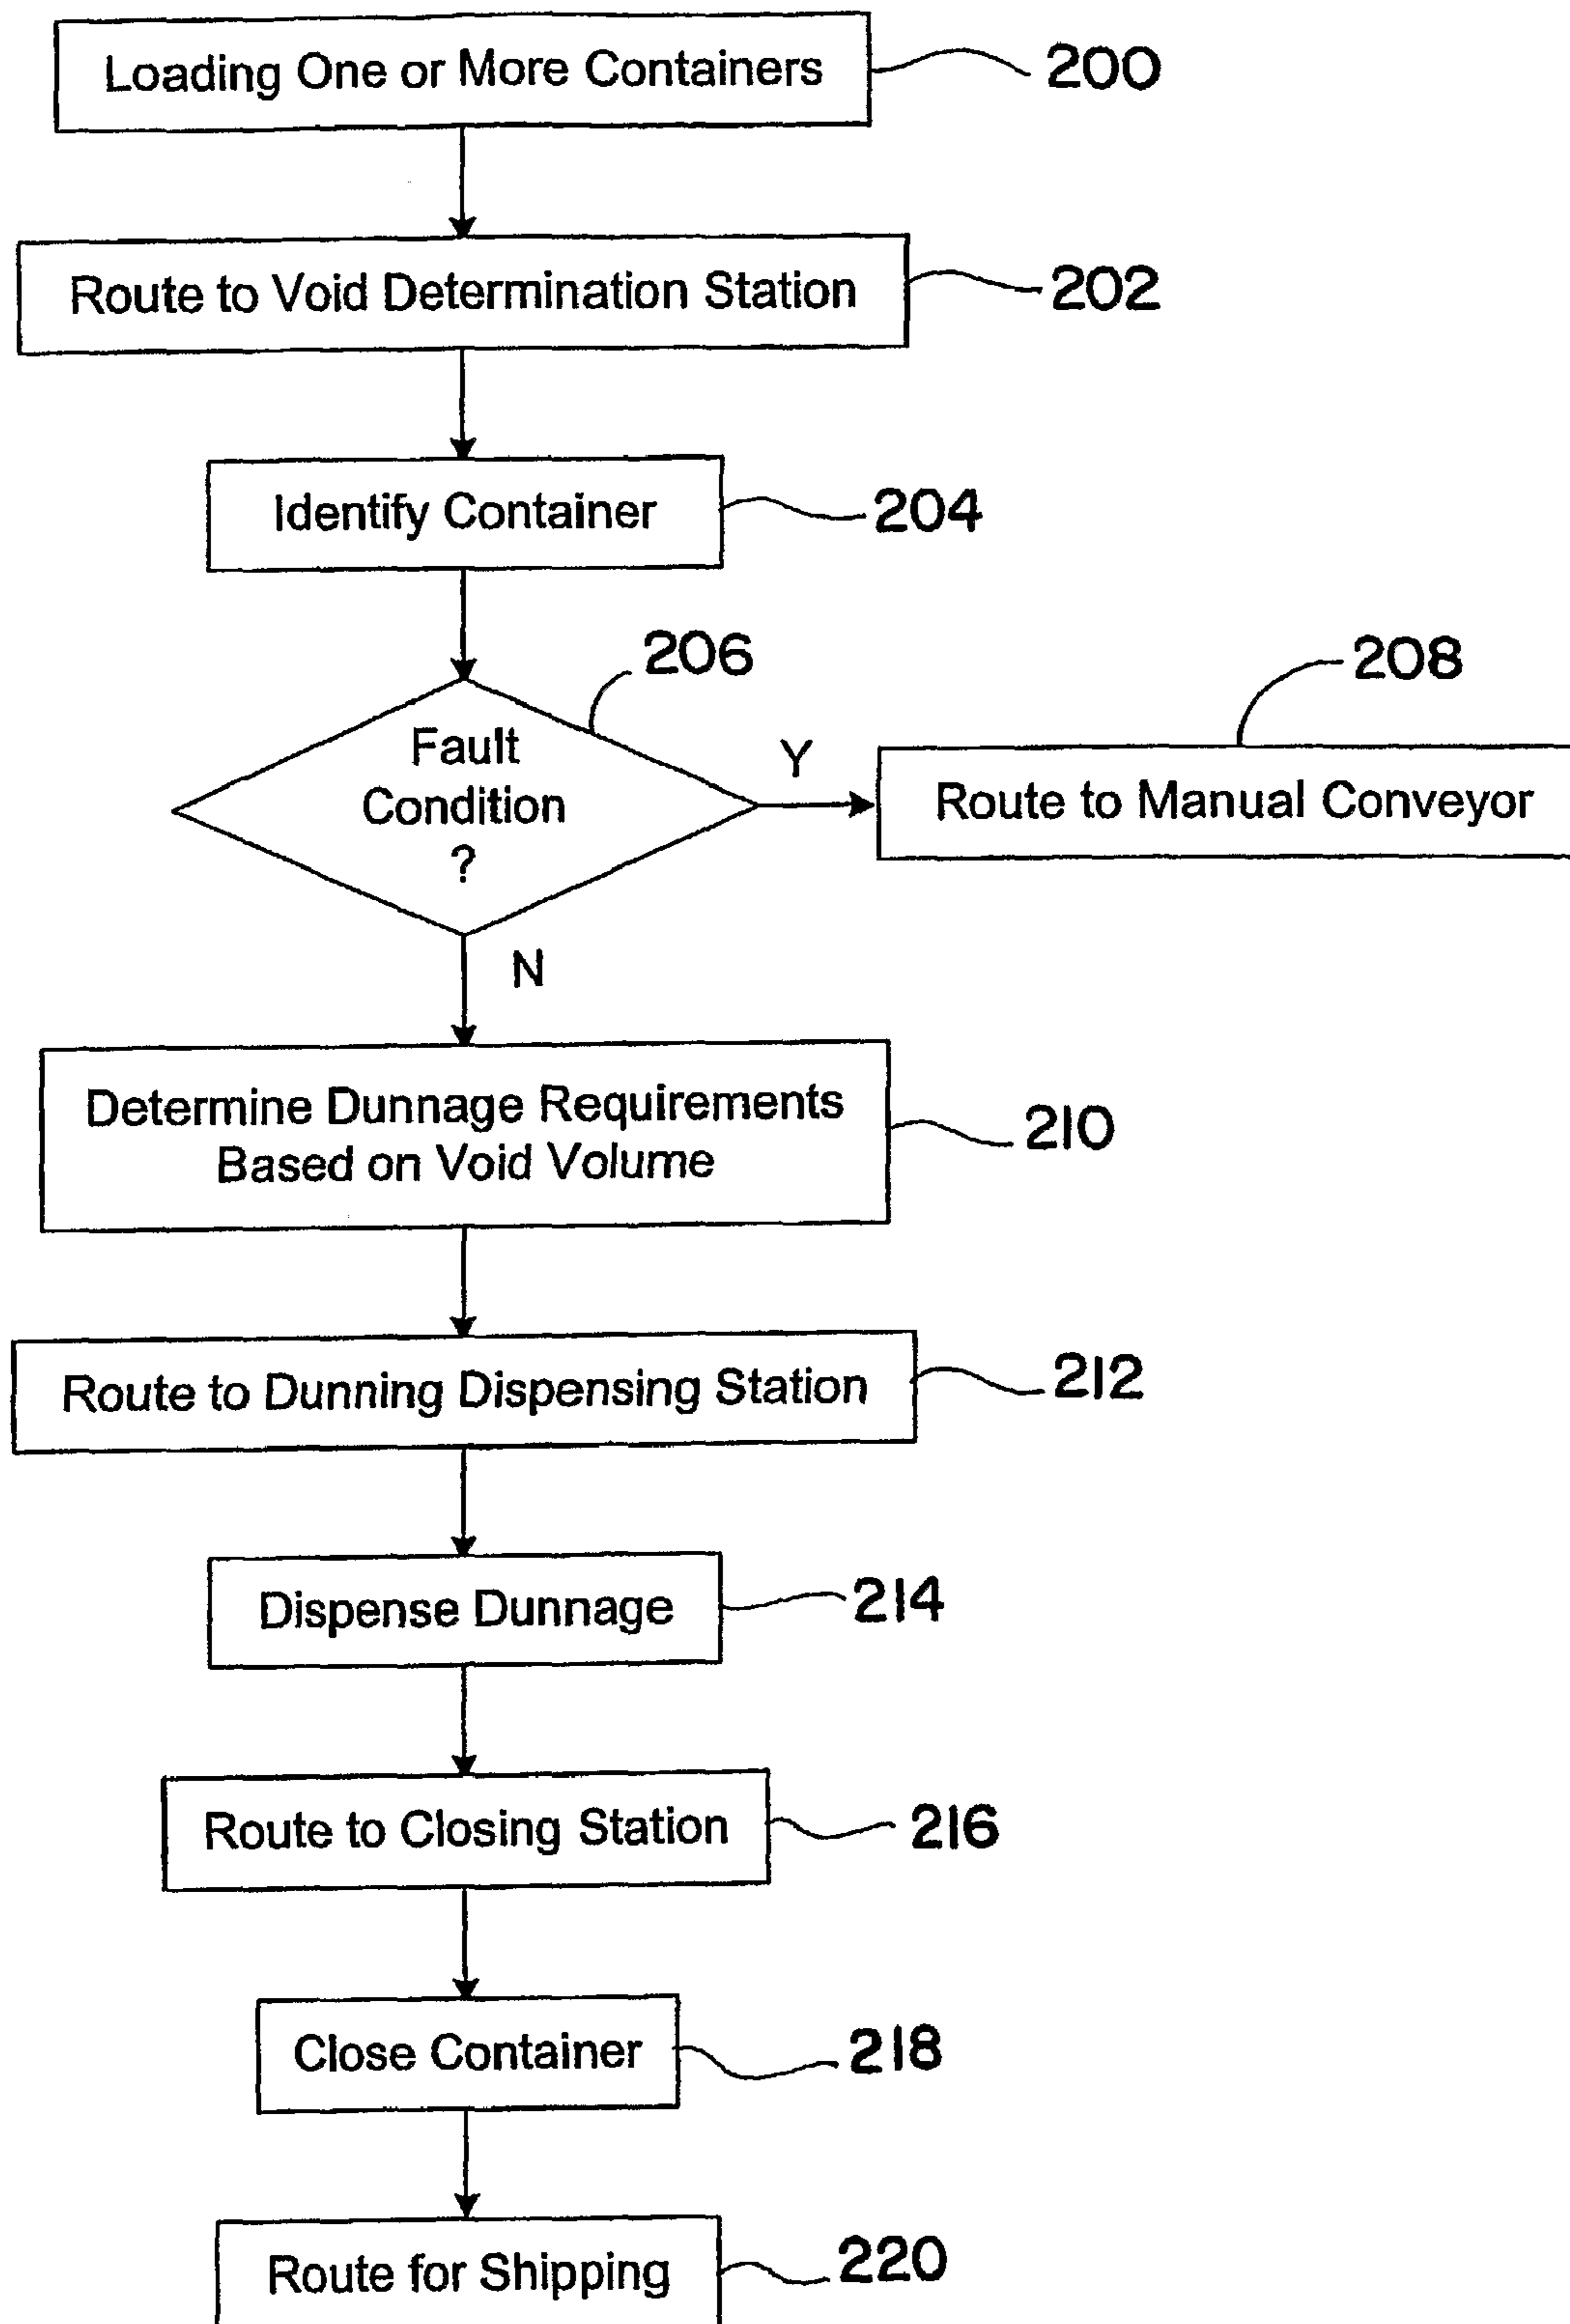 Loading One or More Containers
200
Route to Void Determination Station
202
Identify Container
204
206
Fault
Condition
?
Y
208
Route to Manual Conveyor
N
Determine Dunnage Requirements
Based on Void Volume
210
Route to Dunning Dispensing Station
212
Dispense Dunnage
214
Route to Closing Station
216
Close Container
218
Route for Shipping
220